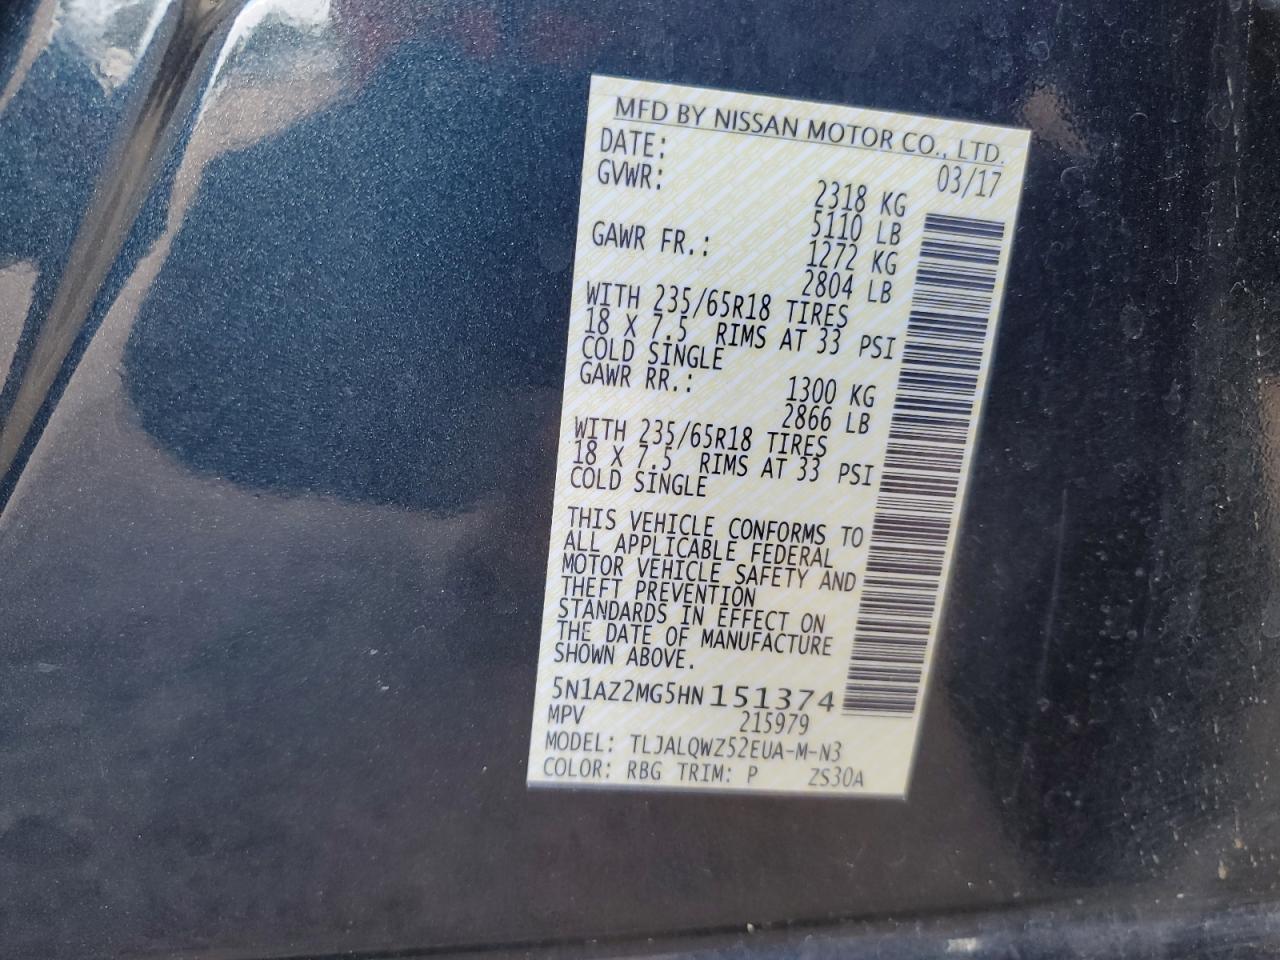 MFD BY NISSAN MOTOR CO., LTD.
DATE: 03/17
GVWR: 2318 KG
5110 LB
GAWR FR.: 1272 KG
2804 LB
WITH 235/65R18 TIRES
18 X 7.5 RIMS AT 33 PSI
COLD SINGLE
GAWR RR.: 1300 KG
2866 LB
WITH 235/65R18 TIRES
18 X 7.5 RIMS AT 33 PSI
COLD SINGLE
THIS VEHICLE CONFORMS TO
ALL APPLICABLE FEDERAL
MOTOR VEHICLE SAFETY AND
THEFT PREVENTION
STANDARDS IN EFFECT ON
THE DATE OF MANUFACTURE
SHOWN ABOVE.
5N1AZ2MG5HN151374
MPV 215979
MODEL: TLJALQWZ52EUA-M-N3
COLOR: RBG TRIM: P ZS30A